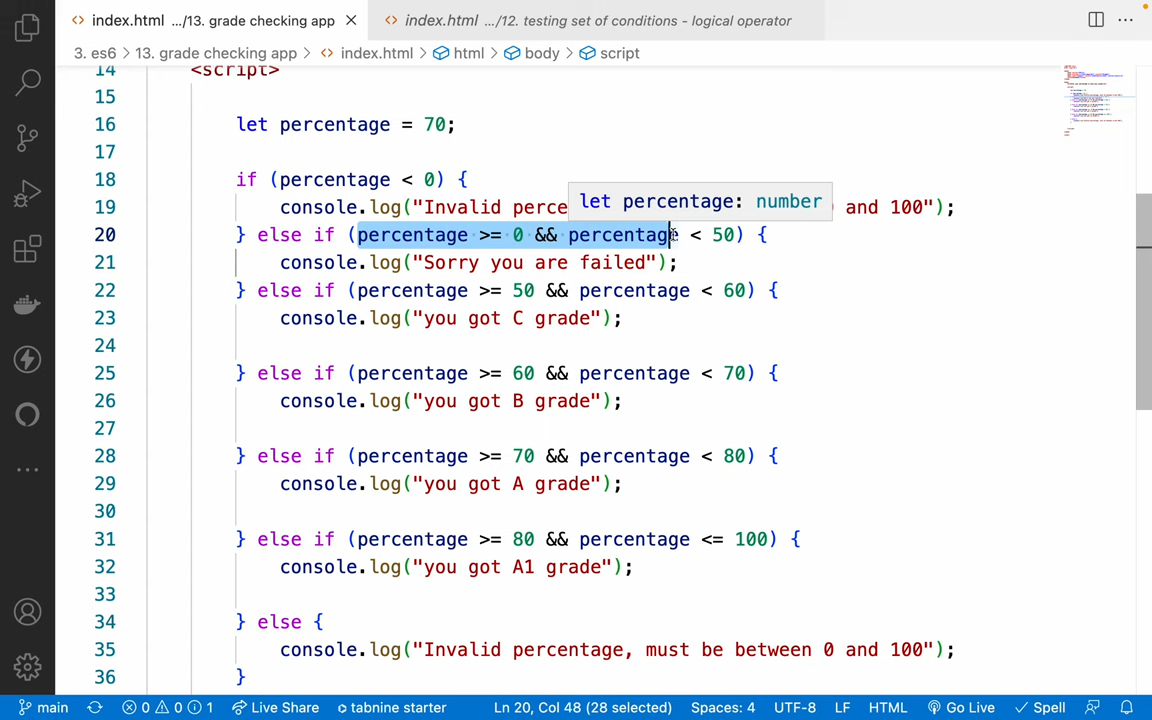 index.html .../13. grade checking app
index.html .../12. testing set of conditions - logical operator
3. es6 > 13. grade checking app > index.html > html > body > script
14 <script>
15
16 let percentage = 70;
17
18 if (percentage < 0) {
let percentage: number
19 console.log("Invalid perce 0 and 100");
20 } else if (percentage >= 0 && percentage < 50) {
21 console.log("Sorry you are failed");
22 } else if (percentage >= 50 && percentage < 60) {
23 console.log("you got C grade");
24
25 } else if (percentage >= 60 && percentage < 70) {
26 console.log("you got B grade");
27
28 } else if (percentage >= 70 && percentage < 80) {
29 console.log("you got A grade");
30
31 } else if (percentage >= 80 && percentage <= 100) {
32 console.log("you got A1 grade");
33
34 } else {
35 console.log("Invalid percentage, must be between 0 and 100");
36 }
main 0 0 1 Live Share tabnine starter Ln 20, Col 48 (28 selected) Spaces: 4 UTF-8 LF HTML Go Live Spell